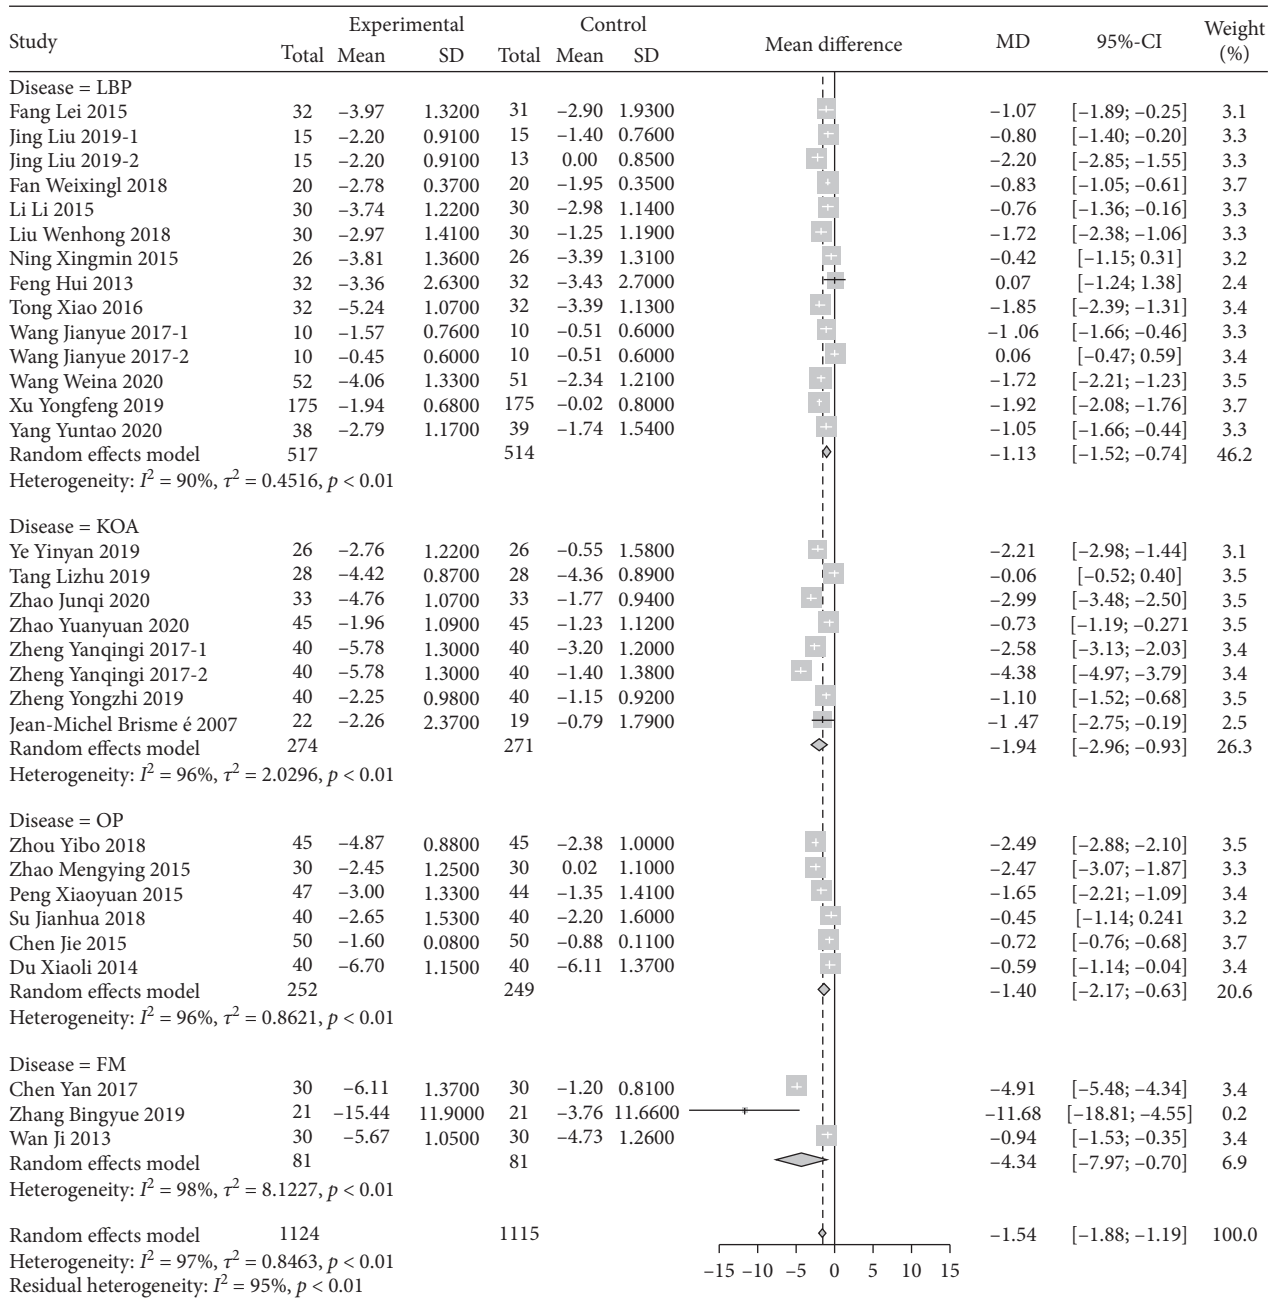 Study Experimental Control Mean difference MD 95%-CI Weight (%)
Total Mean SD Total Mean SD
Disease = LBP
Fang Lei 2015 32 –3.97 1.3200 31 –2.90 1.9300 –1.07 [–1.89; –0.25] 3.1
Jing Liu 2019-1 15 –2.20 0.9100 15 –1.40 0.7600 –0.80 [–1.40; –0.20] 3.3
Jing Liu 2019-2 15 –2.20 0.9100 13 0.00 0.8500 –2.20 [–2.85; –1.55] 3.3
Fan Weixingl 2018 20 –2.78 0.3700 20 –1.95 0.3500 –0.83 [–1.05; –0.61] 3.7
Li Li 2015 30 –3.74 1.2200 30 –2.98 1.1400 –0.76 [–1.36; –0.16] 3.3
Liu Wenhong 2018 30 –2.97 1.4100 30 –1.25 1.1900 –1.72 [–2.38; –1.06] 3.3
Ning Xingmin 2015 26 –3.81 1.3600 26 –3.39 1.3100 –0.42 [–1.15; 0.31] 3.2
Feng Hui 2013 32 –3.36 2.6300 32 –3.43 2.7000 0.07 [–1.24; 1.38] 2.4
Tong Xiao 2016 32 –5.24 1.0700 32 –3.39 1.1300 –1.85 [–2.39; –1.31] 3.4
Wang Jianyue 2017-1 10 –1.57 0.7600 10 –0.51 0.6000 –1 .06 [–1.66; –0.46] 3.3
Wang Jianyue 2017-2 10 –0.45 0.6000 10 –0.51 0.6000 0.06 [–0.47; 0.59] 3.4
Wang Weina 2020 52 –4.06 1.3300 51 –2.34 1.2100 –1.72 [–2.21; –1.23] 3.5
Xu Yongfeng 2019 175 –1.94 0.6800 175 –0.02 0.8000 –1.92 [–2.08; –1.76] 3.7
Yang Yuntao 2020 38 –2.79 1.1700 39 –1.74 1.5400 –1.05 [–1.66; –0.44] 3.3
Random effects model 517 514 –1.13 [–1.52; –0.74] 46.2
Heterogeneity: I² = 90%, τ² = 0.4516, p < 0.01
Disease = KOA
Ye Yinyan 2019 26 –2.76 1.2200 26 –0.55 1.5800 –2.21 [–2.98; –1.44] 3.1
Tang Lizhu 2019 28 –4.42 0.8700 28 –4.36 0.8900 –0.06 [–0.52; 0.40] 3.5
Zhao Junqi 2020 33 –4.76 1.0700 33 –1.77 0.9400 –2.99 [–3.48; –2.50] 3.5
Zhao Yuanyuan 2020 45 –1.96 1.0900 45 –1.23 1.1200 –0.73 [–1.19; –0.271 3.5
Zheng Yanqingi 2017-1 40 –5.78 1.3000 40 –3.20 1.2000 –2.58 [–3.13; –2.03] 3.4
Zheng Yanqingi 2017-2 40 –5.78 1.3000 40 –1.40 1.3800 –4.38 [–4.97; –3.79] 3.4
Zheng Yongzhi 2019 40 –2.25 0.9800 40 –1.15 0.9200 –1.10 [–1.52; –0.68] 3.5
Jean-Michel Brisme é 2007 22 –2.26 2.3700 19 –0.79 1.7900 –1 .47 [–2.75; –0.19] 2.5
Random effects model 274 271 –1.94 [–2.96; –0.93] 26.3
Heterogeneity: I² = 96%, τ² = 2.0296, p < 0.01
Disease = OP
Zhou Yibo 2018 45 –4.87 0.8800 45 –2.38 1.0000 –2.49 [–2.88; –2.10] 3.5
Zhao Mengying 2015 30 –2.45 1.2500 30 0.02 1.1000 –2.47 [–3.07; –1.87] 3.3
Peng Xiaoyuan 2015 47 –3.00 1.3300 44 –1.35 1.4100 –1.65 [–2.21; –1.09] 3.4
Su Jianhua 2018 40 –2.65 1.5300 40 –2.20 1.6000 –0.45 [–1.14; 0.241 3.2
Chen Jie 2015 50 –1.60 0.0800 50 –0.88 0.1100 –0.72 [–0.76; –0.68] 3.7
Du Xiaoli 2014 40 –6.70 1.1500 40 –6.11 1.3700 –0.59 [–1.14; –0.04] 3.4
Random effects model 252 249 –1.40 [–2.17; –0.63] 20.6
Heterogeneity: I² = 96%, τ² = 0.8621, p < 0.01
Disease = FM
Chen Yan 2017 30 –6.11 1.3700 30 –1.20 0.8100 –4.91 [–5.48; –4.34] 3.4
Zhang Bingyue 2019 21 –15.44 11.9000 21 –3.76 11.6600 –11.68 [–18.81; –4.55] 0.2
Wan Ji 2013 30 –5.67 1.0500 30 –4.73 1.2600 –0.94 [–1.53; –0.35] 3.4
Random effects model 81 81 –4.34 [–7.97; –0.70] 6.9
Heterogeneity: I² = 98%, τ² = 8.1227, p < 0.01
Random effects model 1124 1115 –1.54 [–1.88; –1.19] 100.0
Heterogeneity: I² = 97%, τ² = 0.8463, p < 0.01
Residual heterogeneity: I² = 95%, p < 0.01
–15 –10 –5 0 5 10 15